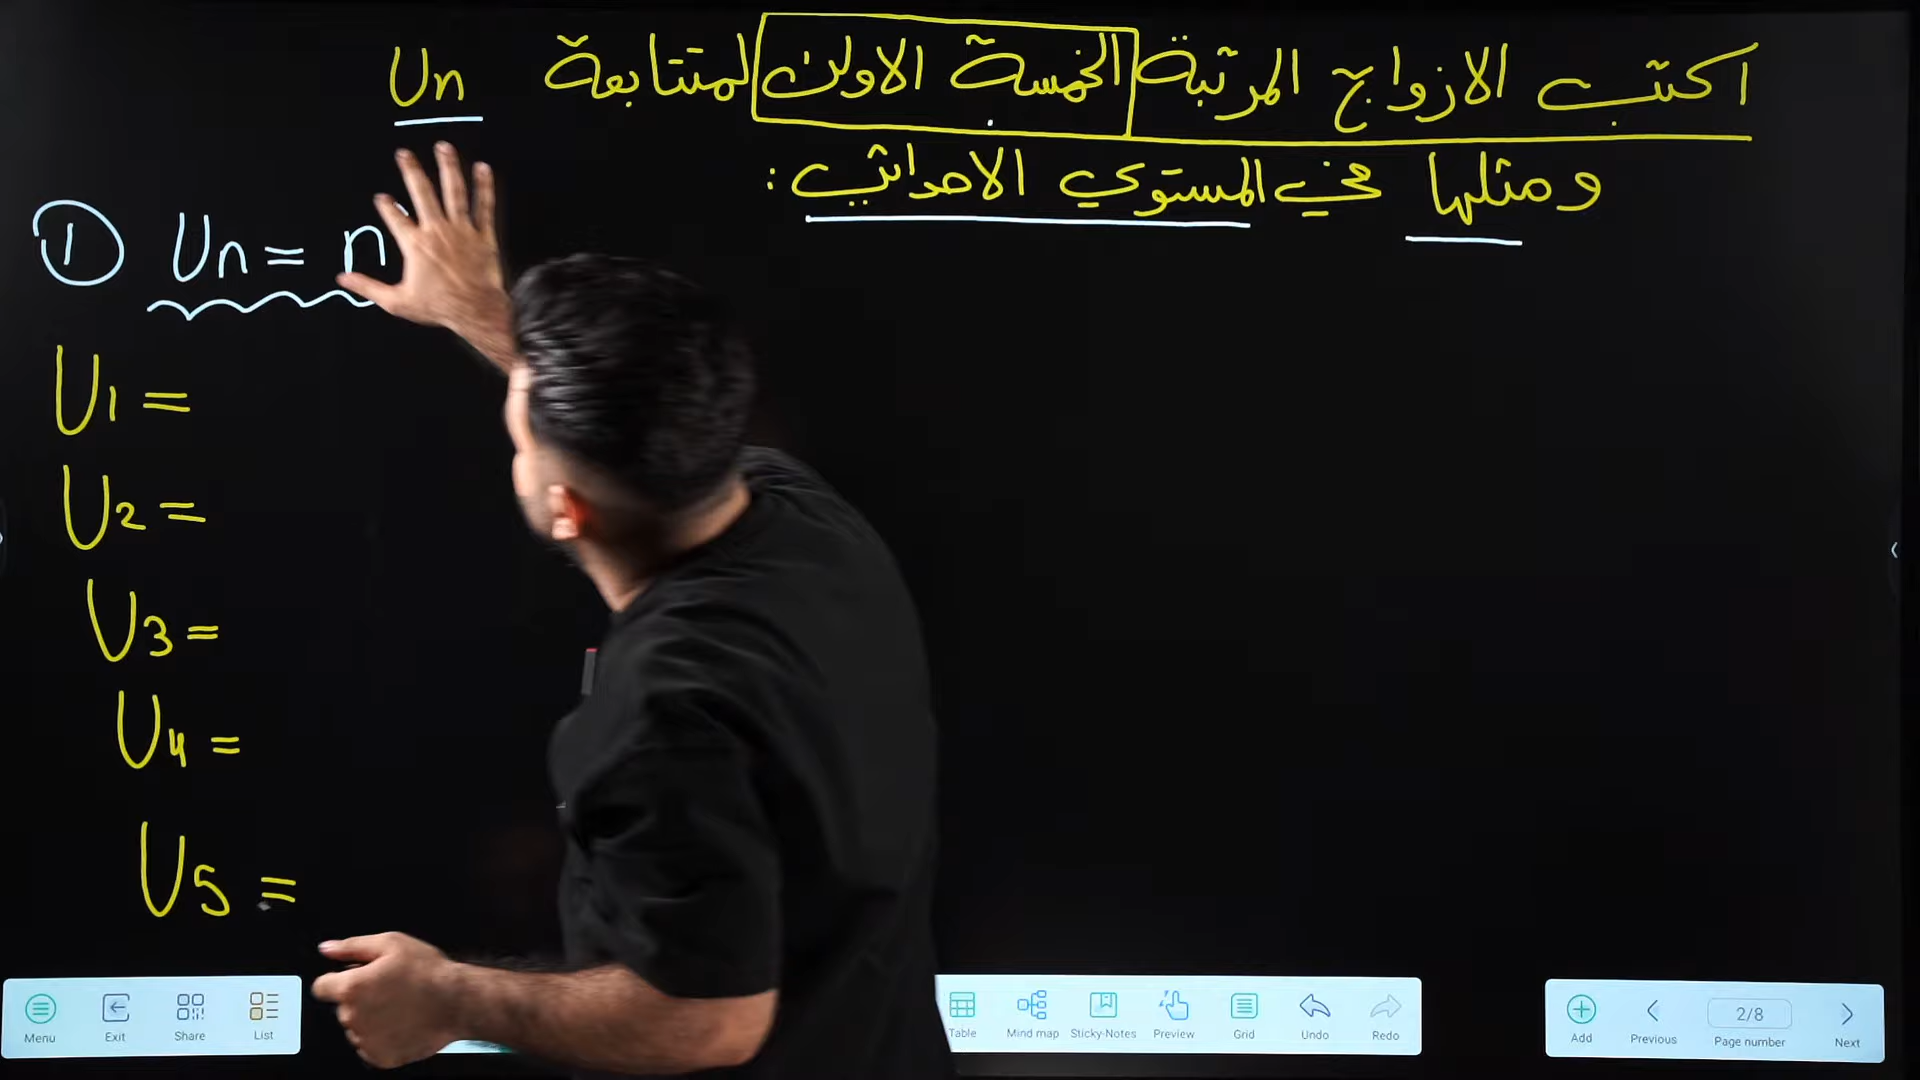 اكتب الازواج المرتبة الخمسة الاولى لمتتابعة Un
ومثلها في المستوي الاحداثي :
① Un = n
U1 =
U2 =
U3 =
U4 =
U5 =
Menu Exit Share List Table Mind map Sticky-Notes Preview Grid Undo Redo Add Previous 2/8 Page number Next